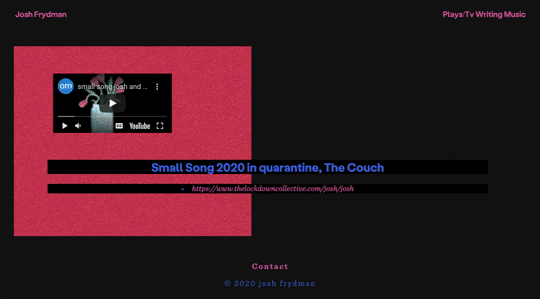 Josh Frydman
Plays/Tv Writing Music
om small song josh and ...
YouTube
Small Song 2020 in quarantine, The Couch
https://www.thelockdowncollective.com/josh/josh
Contact
© 2020 josh frydman